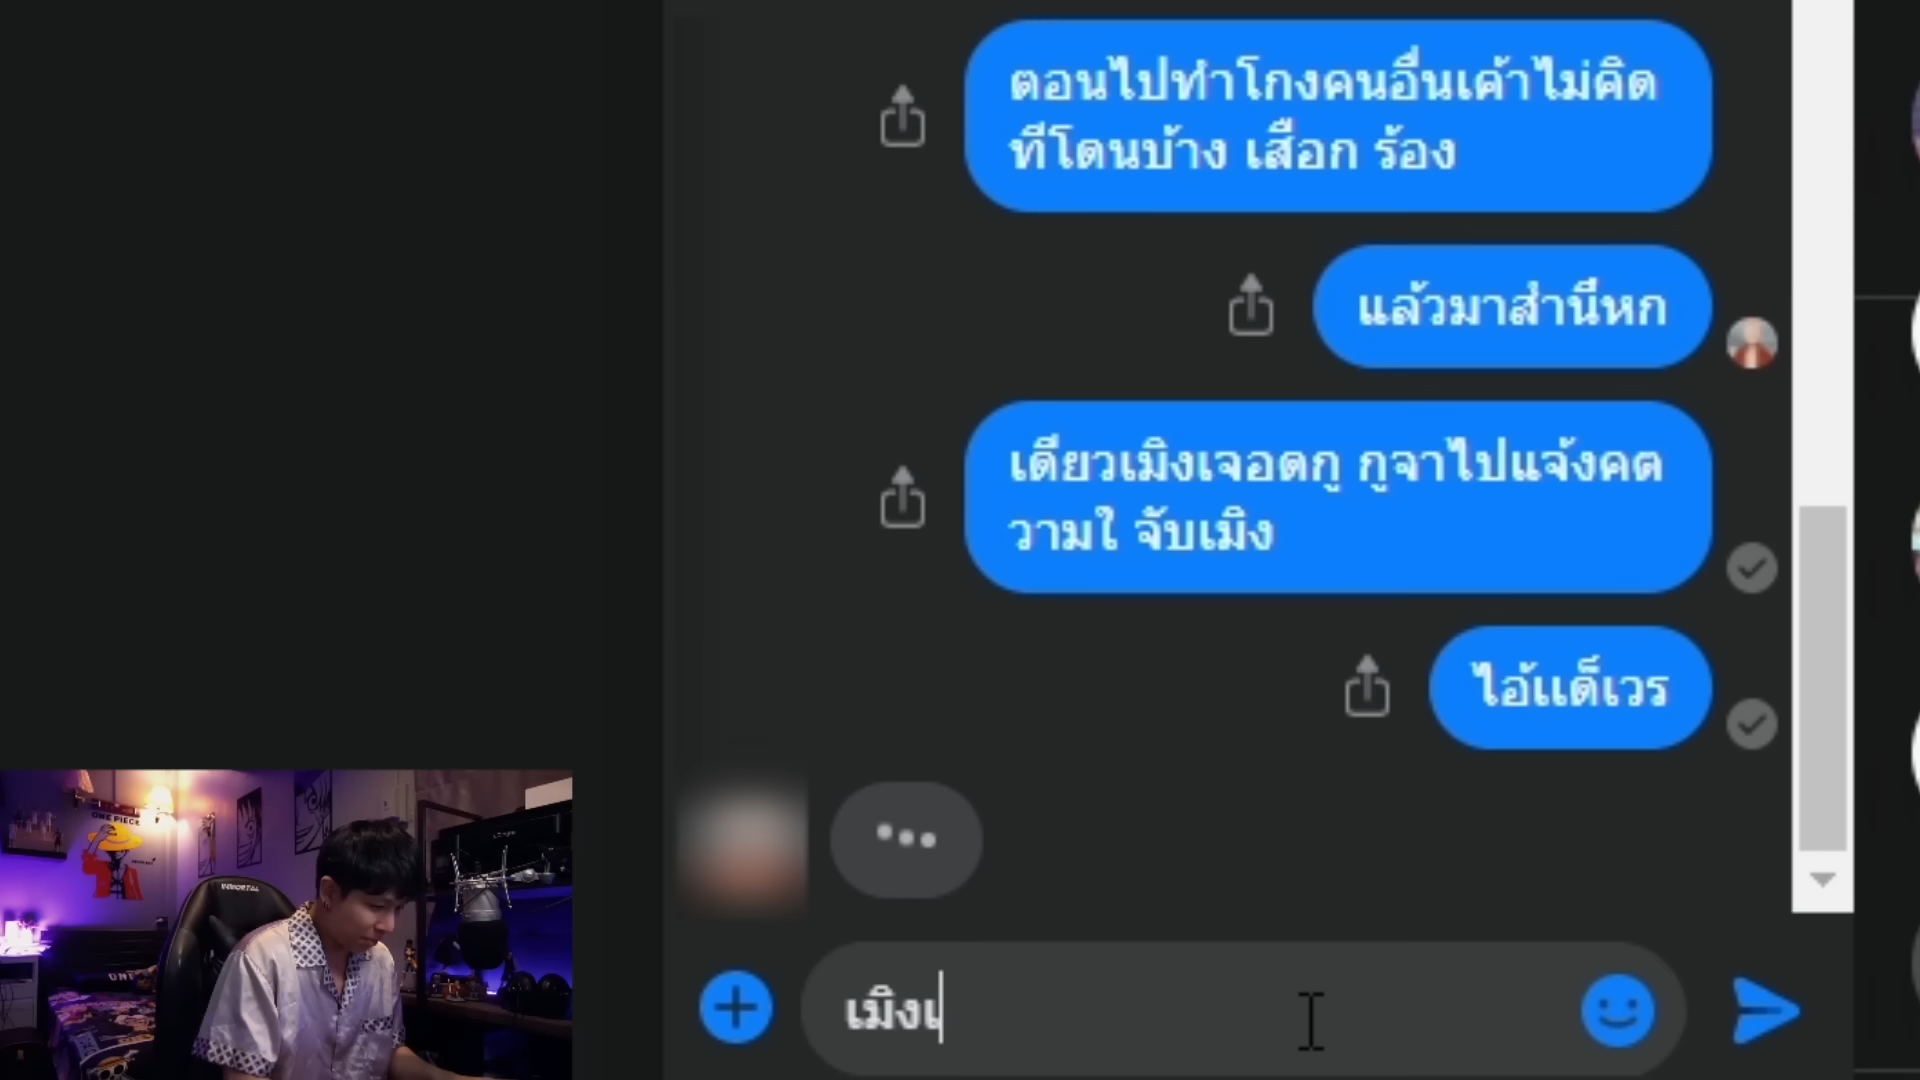 ตอนไปทำโกงคนอื่นเค้าไม่คิด
ทีโดนบ้าง เสือก ร้อง
แล้วมาสำนึหก
เดียวเมิงเจอดกู กูจาไปแจ้งคต
วามใ จับเมิง
ไอ้แด็เวร
เมิงเ
ONE PIECE
IMMORTAL